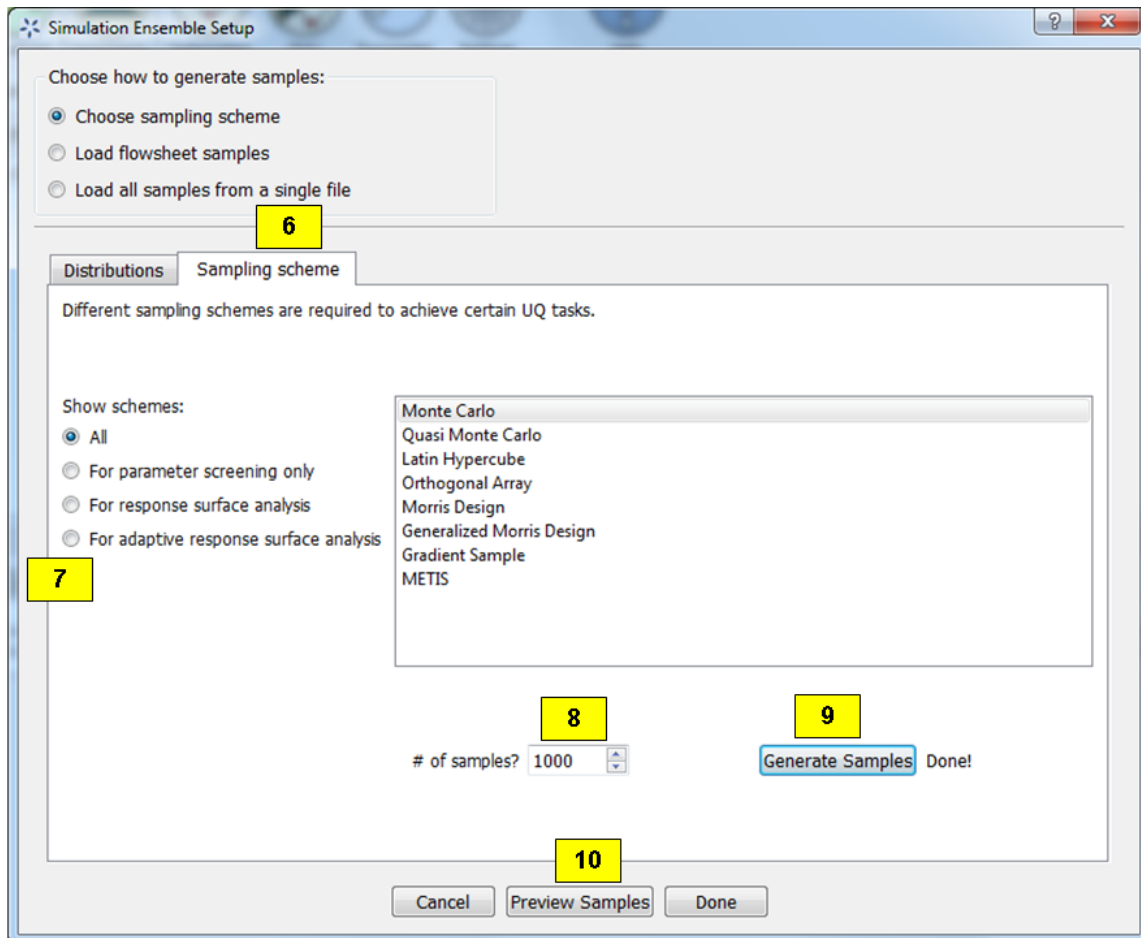 Simulation Ensemble Setup
?
X
Choose how to generate samples:
Choose sampling scheme
Load flowsheet samples
Load all samples from a single file
6
Distributions
Sampling scheme
Different sampling schemes are required to achieve certain UQ tasks.
Show schemes:
All
For parameter screening only
For response surface analysis
For adaptive response surface analysis
7
Monte Carlo
Quasi Monte Carlo
Latin Hypercube
Orthogonal Array
Morris Design
Generalized Morris Design
Gradient Sample
METIS
8
9
# of samples? 1000
Generate Samples Done!
10
Cancel
Preview Samples
Done